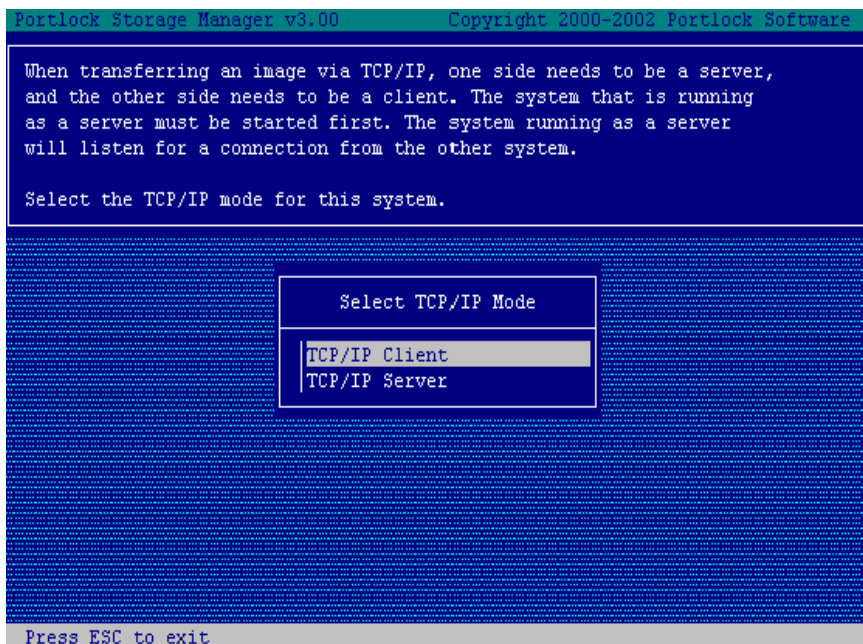 Portlock Storage Manager v3.00 Copyright 2000-2002 Portlock Software
When transferring an image via TCP/IP, one side needs to be a server,
and the other side needs to be a client. The system that is running
as a server must be started first. The system running as a server
will listen for a connection from the other system.
Select the TCP/IP mode for this system.
Select TCP/IP Mode
TCP/IP Client
TCP/IP Server
Press ESC to exit